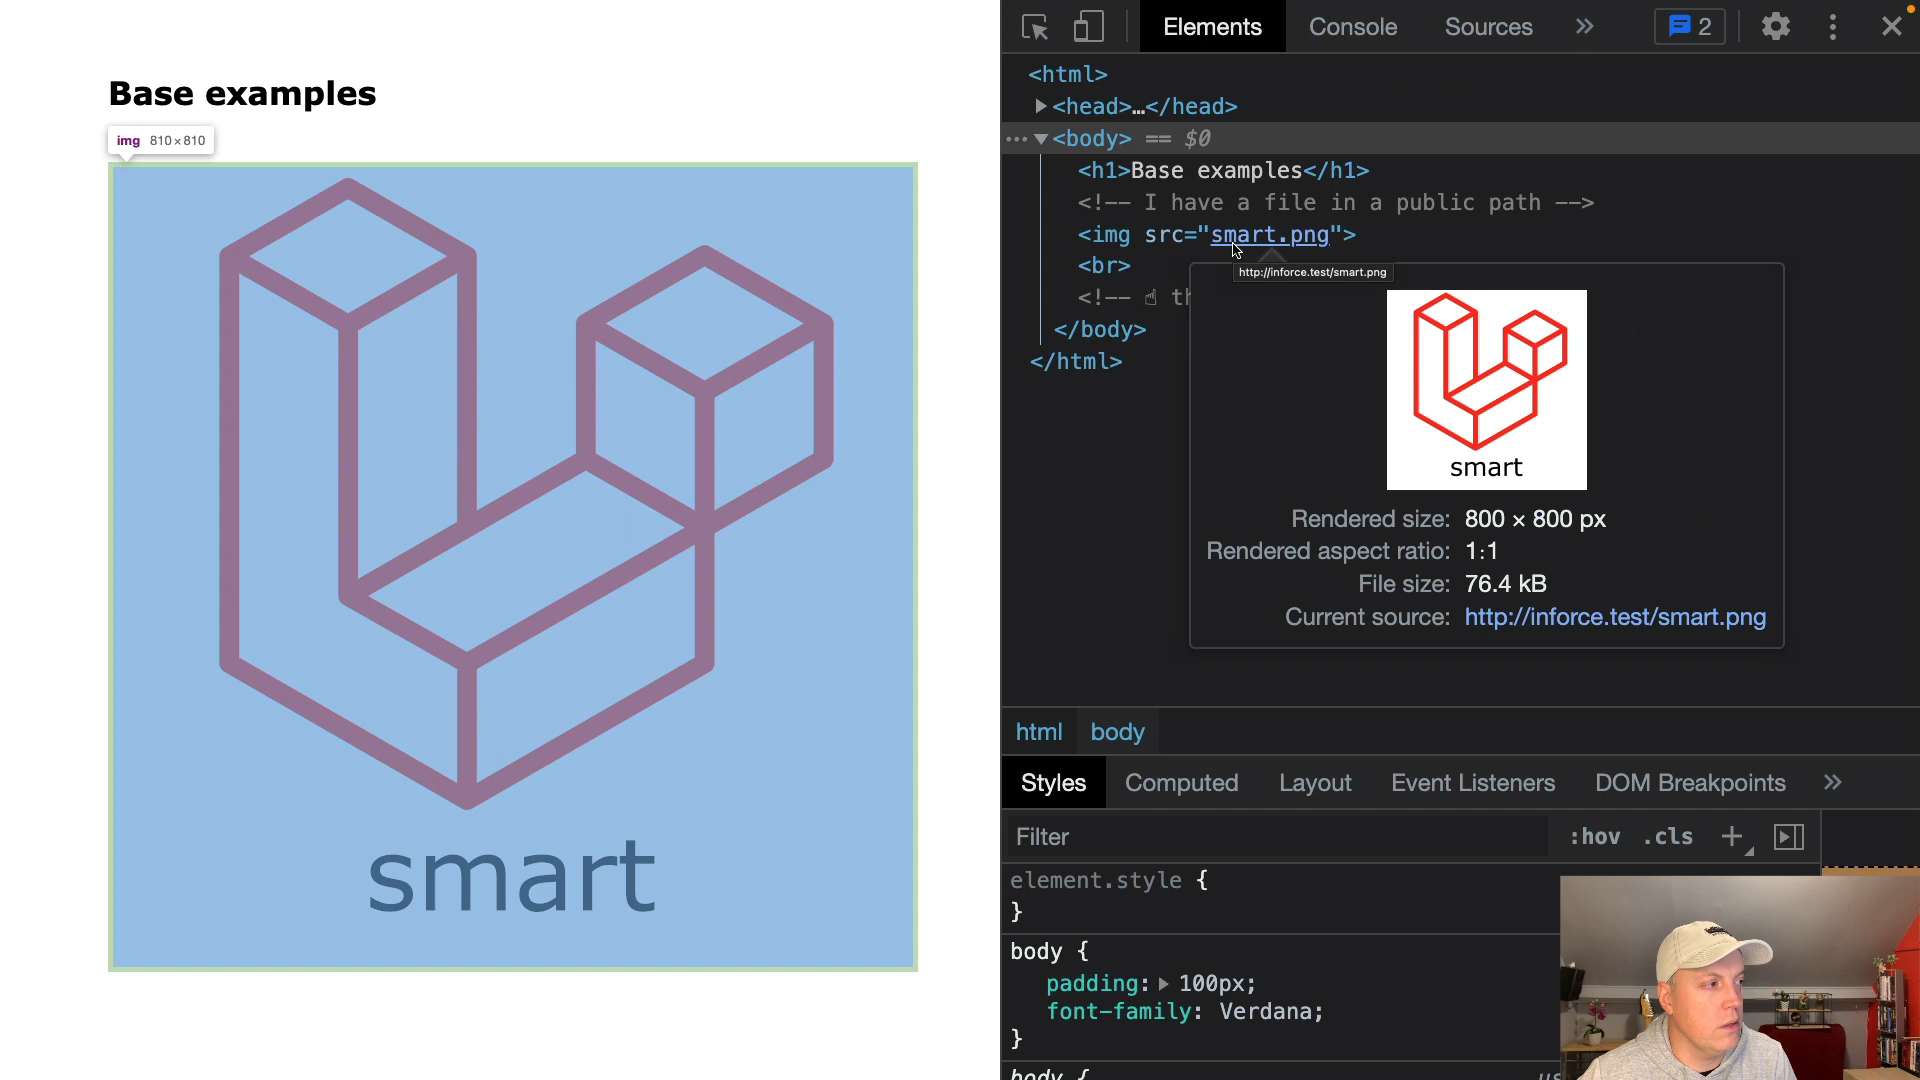 Base examples
img 810×810
smart
Elements Console Sources » 2
<html>
<head>…</head>
<body> == $0
<h1>Base examples</h1>
<!-- I have a file in a public path -->
<img src="smart.png">
http://inforce.test/smart.png
<br>
<!-- ☝ th
</body>
</html>
smart
Rendered size: 800 × 800 px
Rendered aspect ratio: 1:1
File size: 76.4 kB
Current source: http://inforce.test/smart.png
html body
Styles Computed Layout Event Listeners DOM Breakpoints »
Filter :hov .cls +
element.style {
}
body {
padding: 100px;
font-family: Verdana;
}
body {